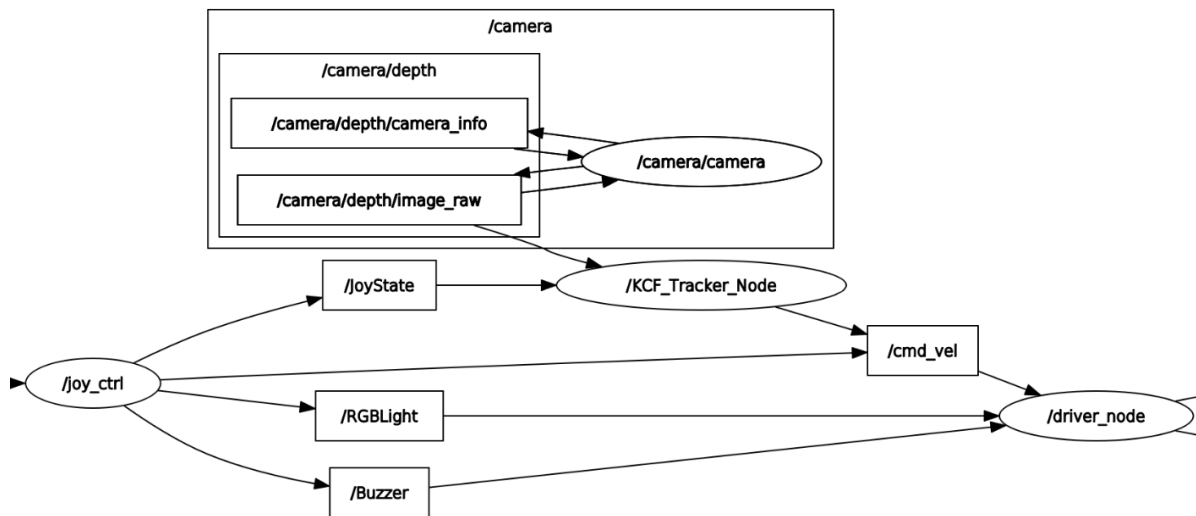 /camera
/camera/depth
/camera/depth/camera_info
/camera/camera
/camera/depth/image_raw
/JoyState
/KCF_Tracker_Node
/cmd_vel
/joy_ctrl
/RGBLight
/driver_node
/Buzzer